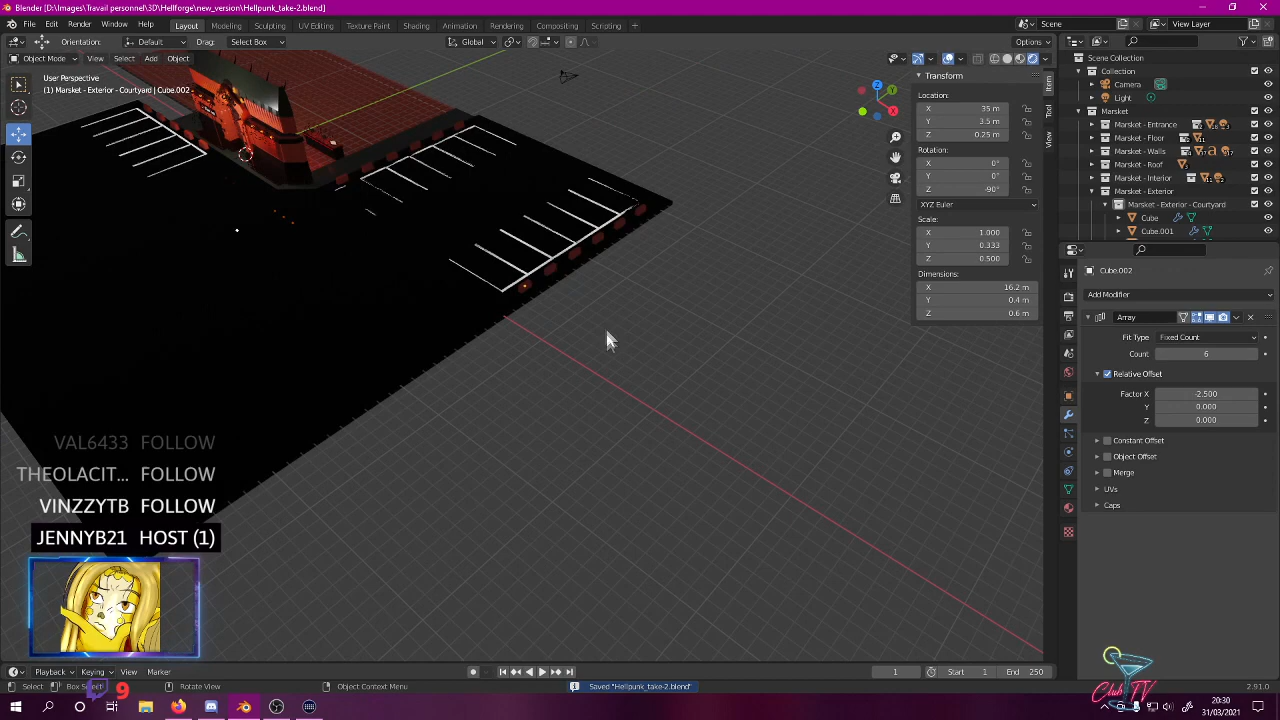 Blender [D:\Images\Travail personnel\3D\Hellforge\new_version\Hellpunk_take-2.blend]
File Edit Render Window Help Layout Modeling Sculpting UV Editing Texture Paint Shading Animation Rendering Compositing Scripting Scene View Layer
Orientation: Default Drag: Select Box Global Options
Object Mode View Select Add Object
User Perspective
(1) Marsket - Exterior - Courtyard | Cube.002
Transform
Location:
X 35 m
Y 3.5 m
Z 0.25 m
Rotation:
X 0°
Y 0°
Z -90°
XYZ Euler
Scale:
X 1.000
Y 0.333
Z 0.500
Dimensions:
X 16.2 m
Y 0.4 m
Z 0.6 m
Item
Tool
View
Scene Collection
Collection
Camera
Light
Marsket
Marsket - Entrance
Marsket - Floor
Marsket - Walls
Marsket - Roof
Marsket - Interior
Marsket - Exterior
Marsket - Exterior - Courtyard
Cube
Cube.001
Cube.002
Add Modifier
Array
Fit Type Fixed Count
Count 6
Relative Offset
Factor X -2.500
Y 0.000
Z 0.000
Constant Offset
Object Offset
Merge
UVs
Caps
VAL6433 FOLLOW
THEOLACIT... FOLLOW
VINZZYTB FOLLOW
JENNYB21 HOST (1)
Playback Keying View Marker 1 Start 1 End 250
Select Box Select Rotate View Object Context Menu Saved "Hellpunk_take-2.blend" 2.91.0
9
Club TV
20:30
31/03/2021